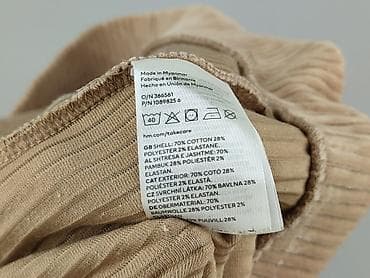 Made in Myanmar
Fabriqué en Birmanie
Hecho en Unión de Myanmar
O/N 366561
P/N 1089825 6
40
hm.com/takecare
GB SHELL: 70% COTTON 28%
POLYESTER 2% ELASTANE.
AL SHTRESA E JASHTME: 70%
PAMBUK 28% POLIESTËR 2%
ELASTAN.
CAT EXTERIOR: 70% COTÓ 28%
POLIÈSTER 2% ELASTÀ.
CZ SVRCHNÍ LÁTKA: 70% BAVLNA 28%
POLYESTER 2% ELASTAN.
DE OBERMATERIAL: 70%
BAUMWOLLE 28% POLYESTER 2%
PUUVILL 28%